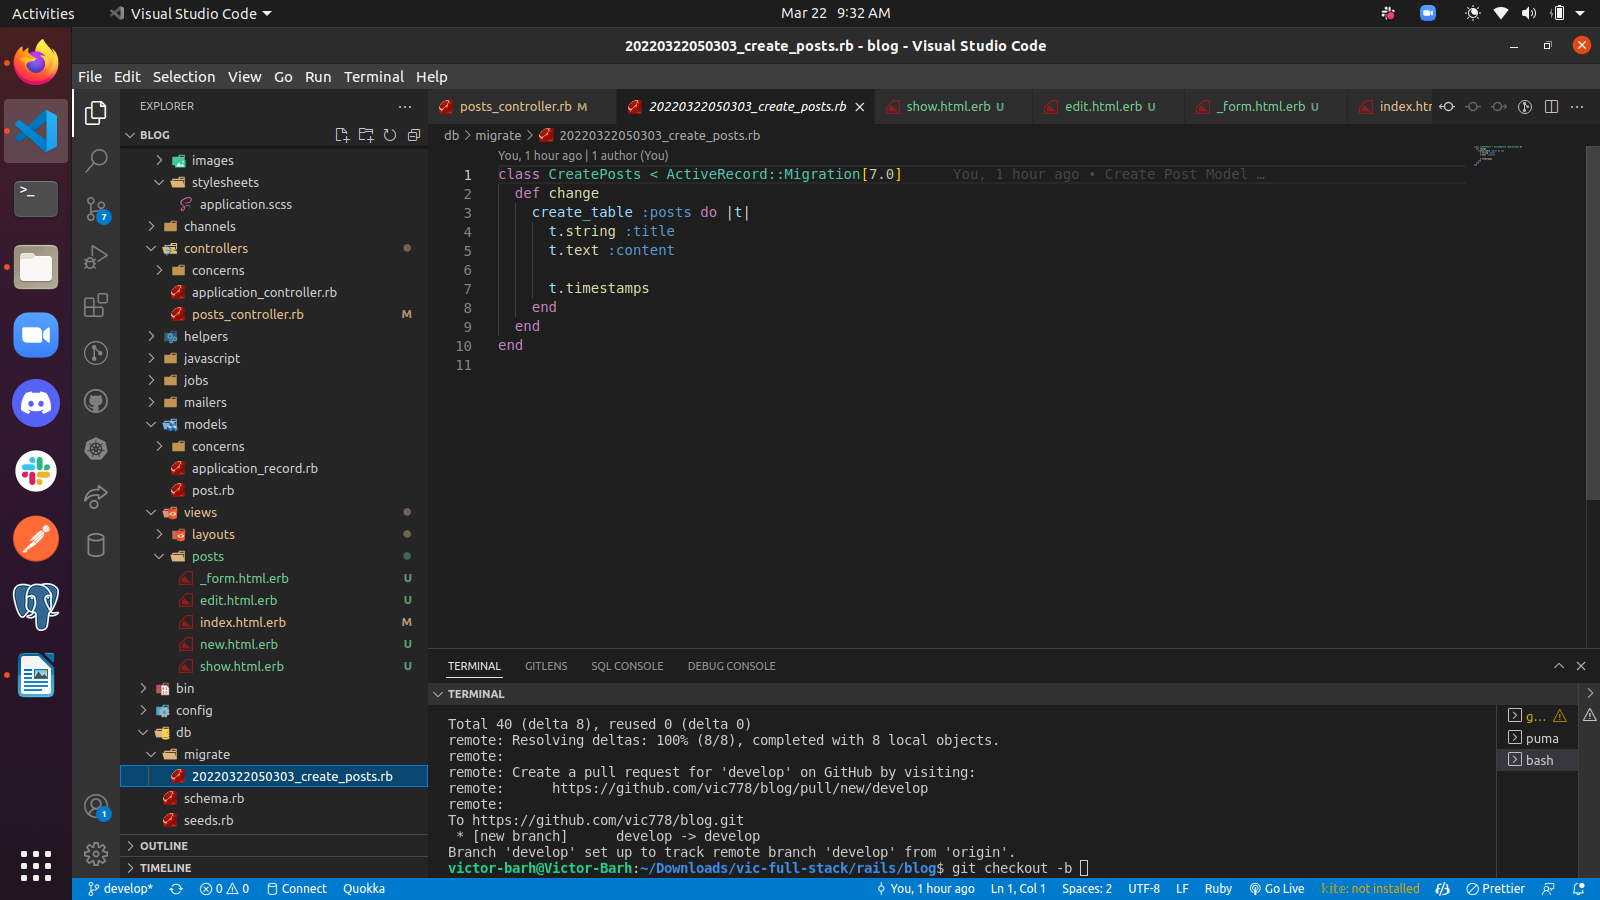 Activities
Visual Studio Code
Mar 22 9:32 AM
20220322050303_create_posts.rb - blog - Visual Studio Code
File Edit Selection View Go Run Terminal Help
EXPLORER
posts_controller.rb M
20220322050303_create_posts.rb
show.html.erb U
edit.html.erb U
_form.html.erb U
index.htr
BLOG
db > migrate > 20220322050303_create_posts.rb
images
stylesheets
application.scss
channels
controllers
concerns
application_controller.rb
posts_controller.rb M
helpers
javascript
jobs
mailers
models
concerns
application_record.rb
post.rb
views
layouts
posts
_form.html.erb U
edit.html.erb U
index.html.erb M
new.html.erb U
show.html.erb U
bin
config
db
migrate
20220322050303_create_posts.rb
schema.rb
seeds.rb
OUTLINE
TIMELINE
7
1
You, 1 hour ago | 1 author (You)
1 class CreatePosts < ActiveRecord::Migration[7.0] You, 1 hour ago • Create Post Model …
2 def change
3 create_table :posts do |t|
4 t.string :title
5 t.text :content
6
7 t.timestamps
8 end
9 end
10 end
11
TERMINAL GITLENS SQL CONSOLE DEBUG CONSOLE
TERMINAL
Total 40 (delta 8), reused 0 (delta 0)
remote: Resolving deltas: 100% (8/8), completed with 8 local objects.
remote:
remote: Create a pull request for 'develop' on GitHub by visiting:
remote: https://github.com/vic778/blog/pull/new/develop
remote:
To https://github.com/vic778/blog.git
* [new branch] develop -> develop
Branch 'develop' set up to track remote branch 'develop' from 'origin'.
victor-barh@Victor-Barh:~/Downloads/vic-full-stack/rails/blog$ git checkout -b
g...
puma
bash
develop* 0 0 Connect Quokka You, 1 hour ago Ln 1, Col 1 Spaces: 2 UTF-8 LF Ruby Go Live kite: not installed Prettier